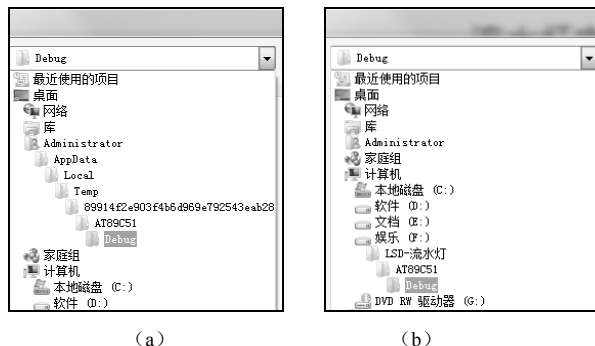 Debug
最近使用的项目
桌面
网络
库
Administrator
AppData
Local
Temp
89914f2e903f4b6d969e792543eab28
AT89C51
Debug
家庭组
计算机
本地磁盘 (C:)
软件 (D:)
(a)
Debug
最近使用的项目
桌面
网络
库
Administrator
家庭组
计算机
本地磁盘 (C:)
软件 (D:)
文档 (E:)
娱乐 (F:)
LSD-流水灯
AT89C51
Debug
DVD RW 驱动器 (G:)
(b)